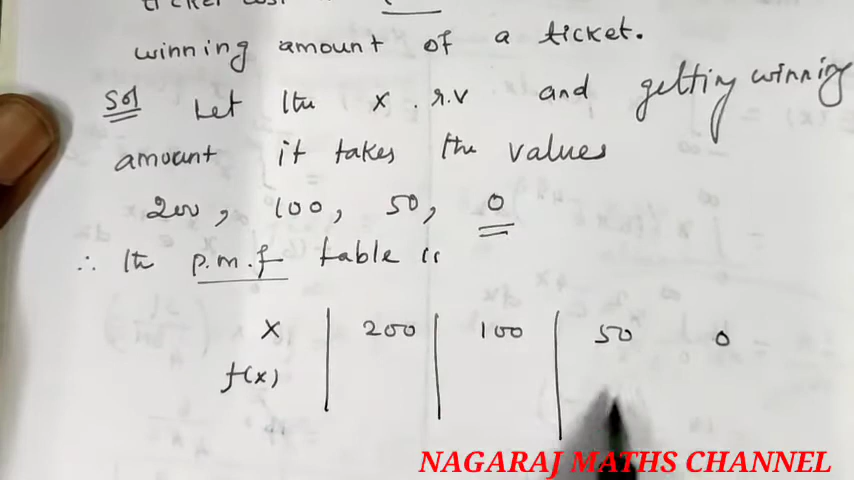 winning amount of a ticket.
Sol Let the X r.v and getting winning
amount it takes the values
200, 100, 50, 0
∴ the p.m.f table is
X 200 100 50 0
f(x)
NAGARAJ MATHS CHANNEL